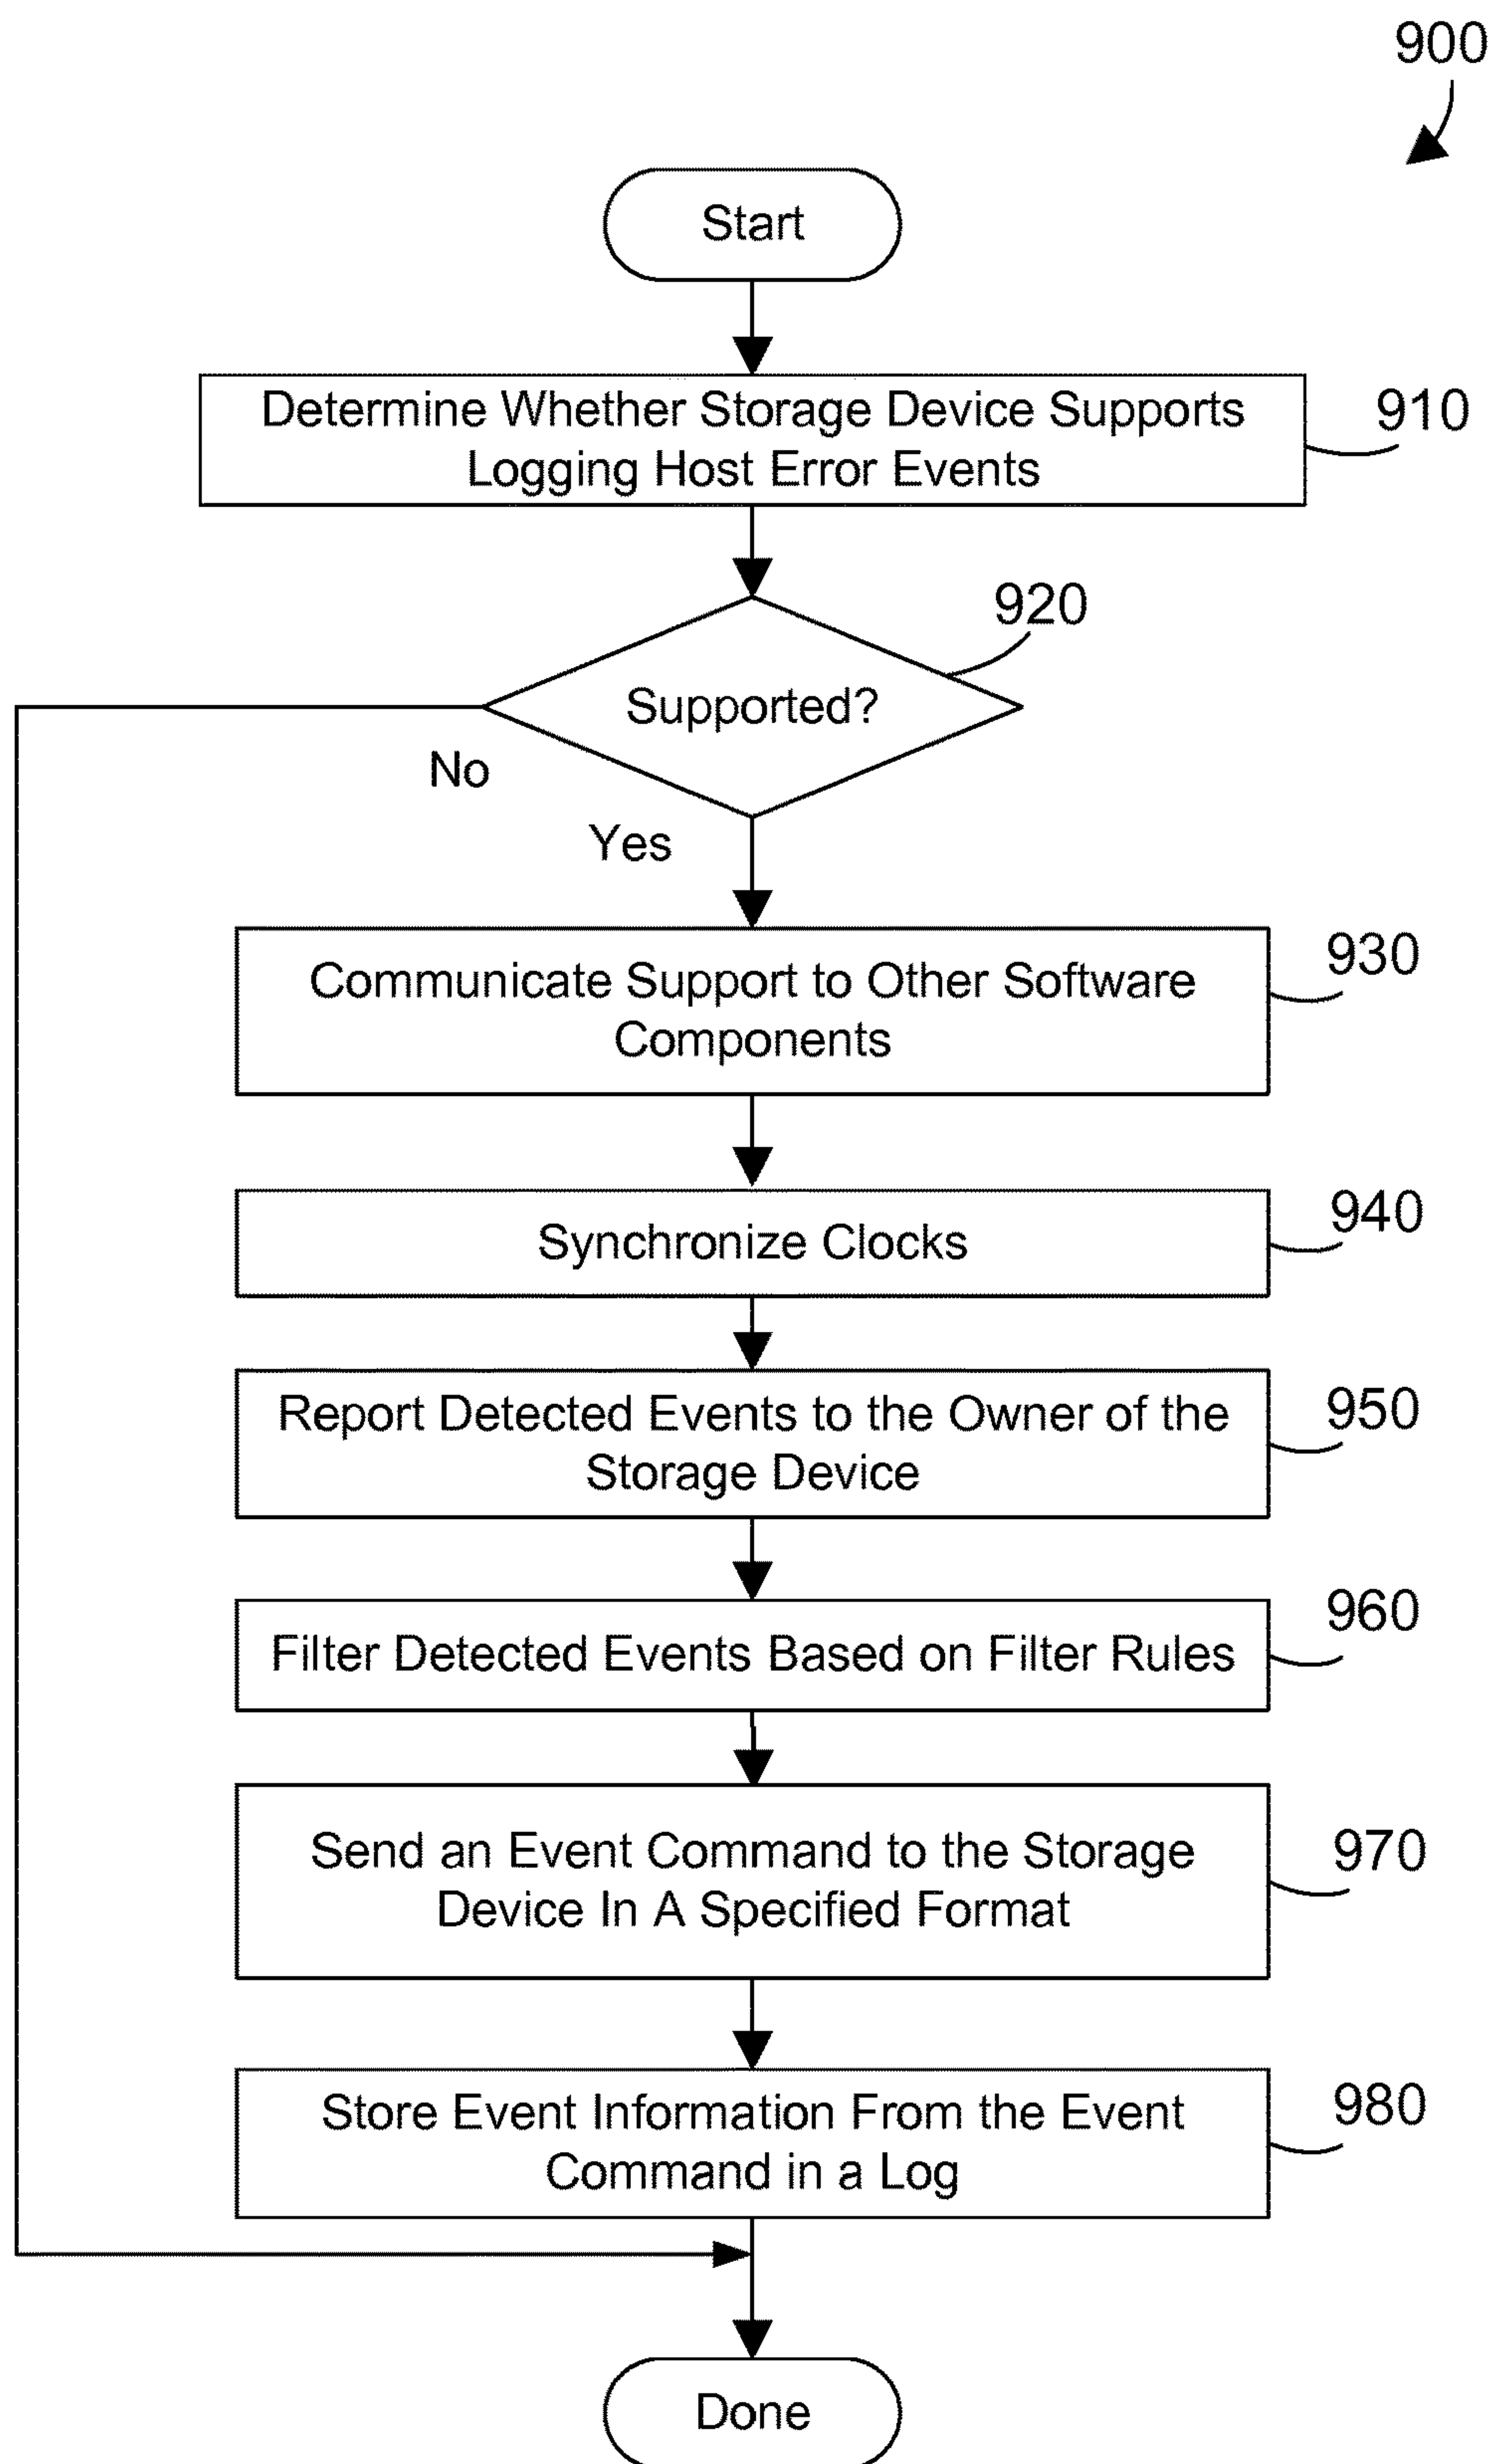 900
Start
Determine Whether Storage Device Supports
Logging Host Error Events
910
920
Supported?
No
Yes
Communicate Support to Other Software
Components
930
Synchronize Clocks
940
Report Detected Events to the Owner of the
Storage Device
950
Filter Detected Events Based on Filter Rules
960
Send an Event Command to the Storage
Device In A Specified Format
970
Store Event Information From the Event
Command in a Log
980
Done